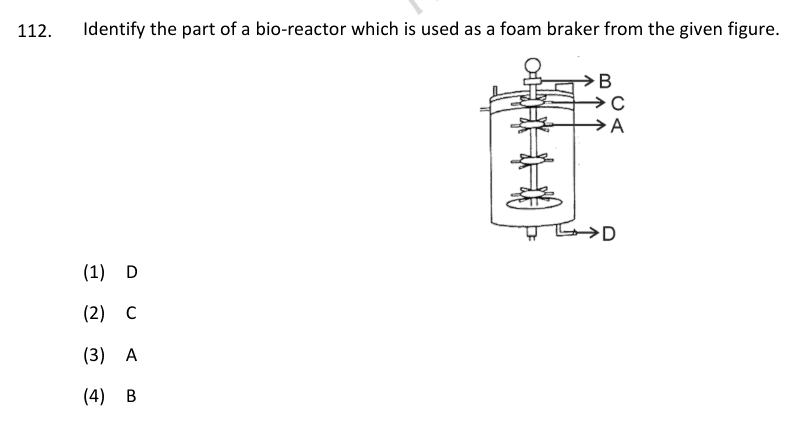 112. Identify the part of a bio-reactor which is used as a foam braker from the given figure.
B
C
A
D
(1) D
(2) C
(3) A
(4) B